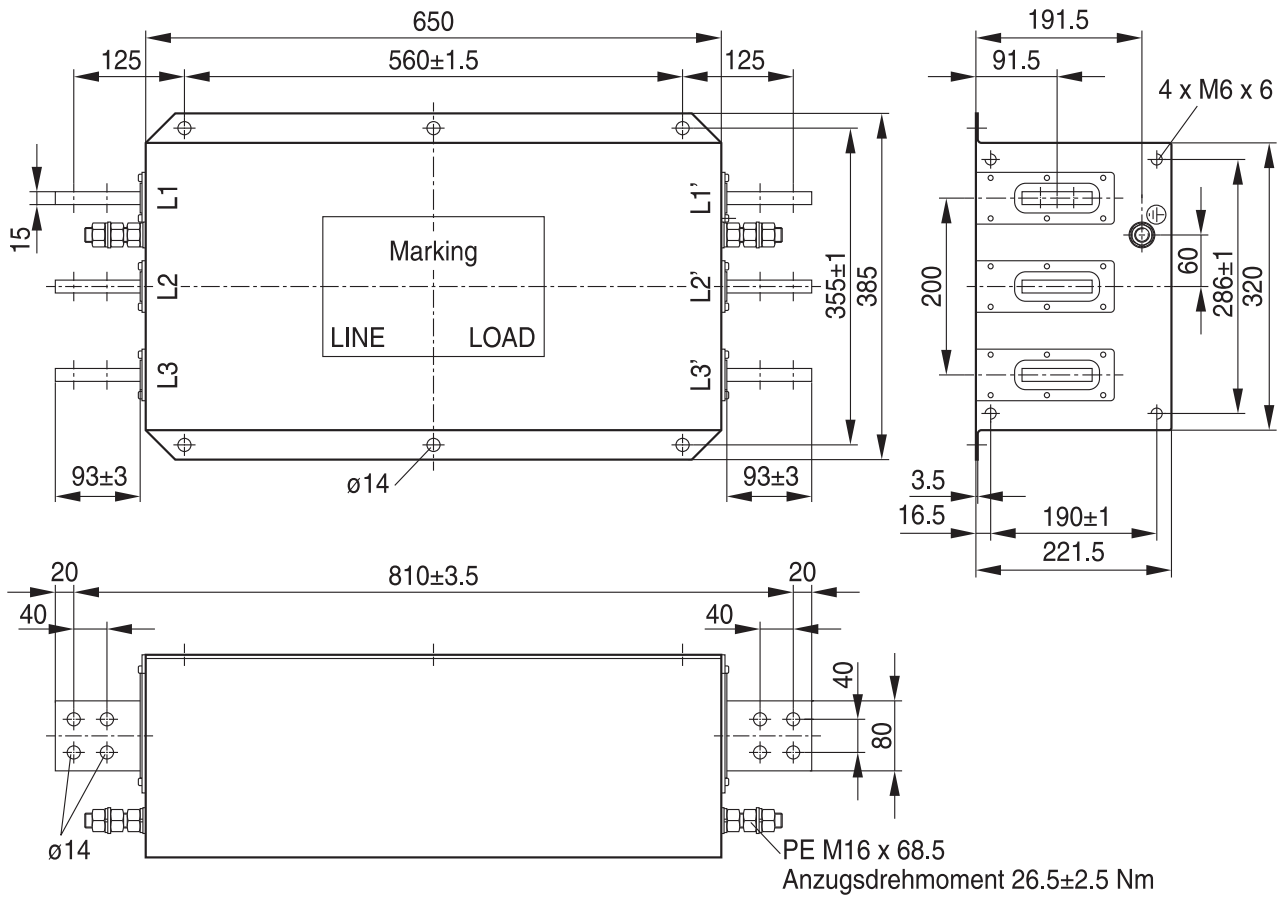 650
191.5
125
560±1.5
125
91.5
4 x M6 x 6
L1
L1'
15
Marking
L2
L2'
355±1
385
200
60
286±1
320
LINE
LOAD
L3
L3'
93±3
ø14
93±3
3.5
16.5
190±1
221.5
20
810±3.5
20
40
40
40
80
ø14
PE M16 x 68.5
Anzugsdrehmoment 26.5±2.5 Nm